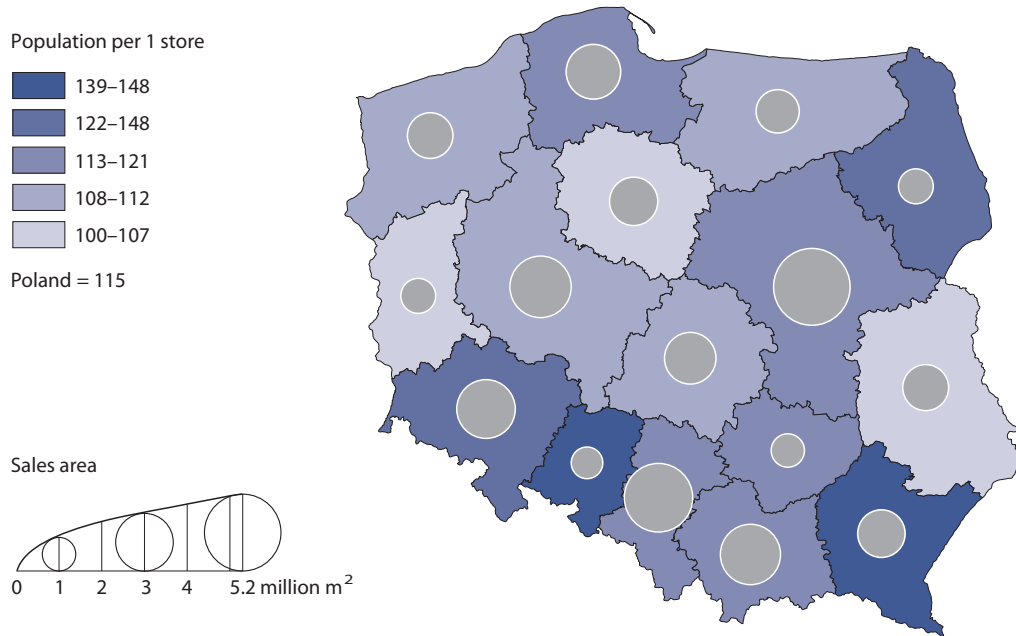 Population per 1 store
139–148
122–148
113–121
108–112
100–107
Poland = 115
Sales area
0 1 2 3 4 5.2 million m²